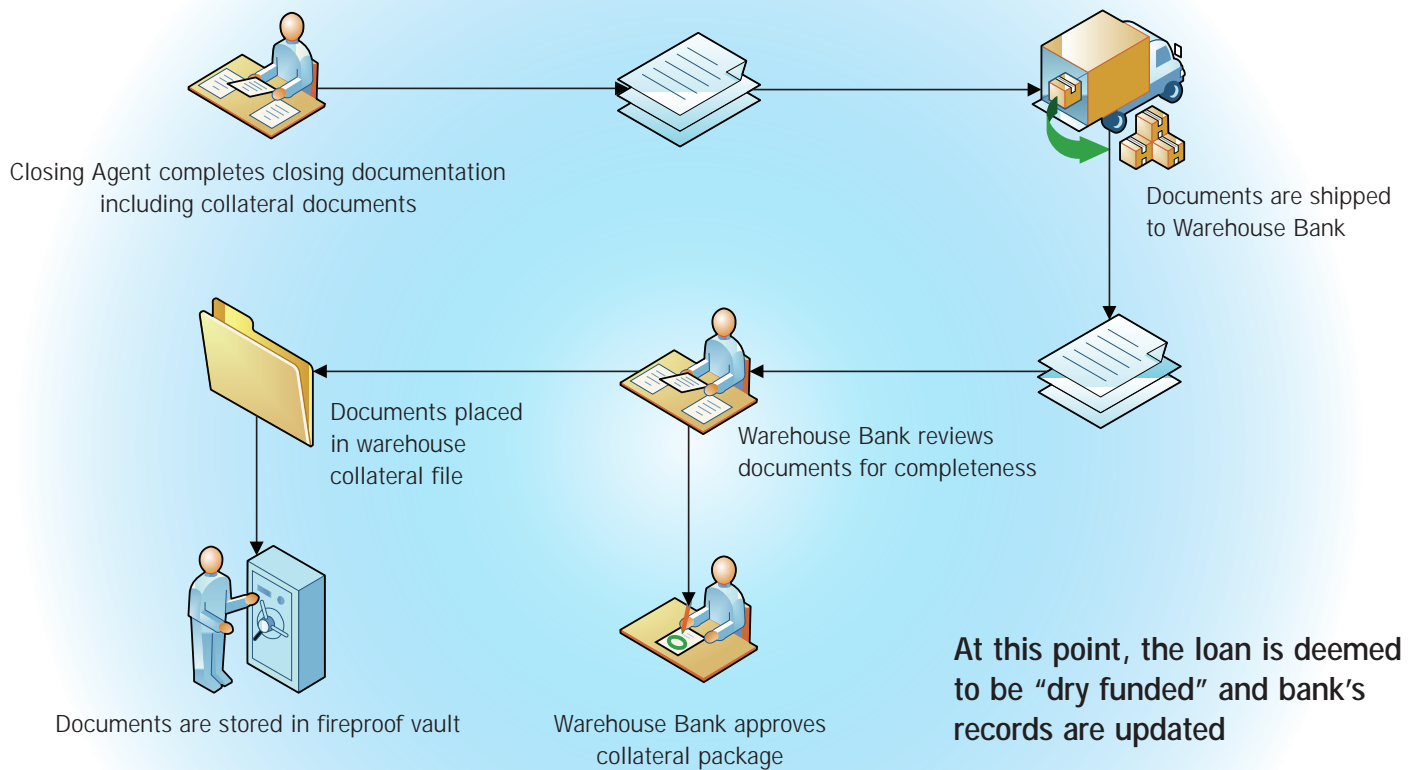 Closing Agent completes closing documentation
including collateral documents
Documents are shipped
to Warehouse Bank
Documents placed
in warehouse
collateral file
Warehouse Bank reviews
documents for completeness
Documents are stored in fireproof vault
Warehouse Bank approves
collateral package
At this point, the loan is deemed
to be “dry funded” and bank’s
records are updated